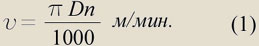 υ = π Dn / 1000 м/мин. (1)